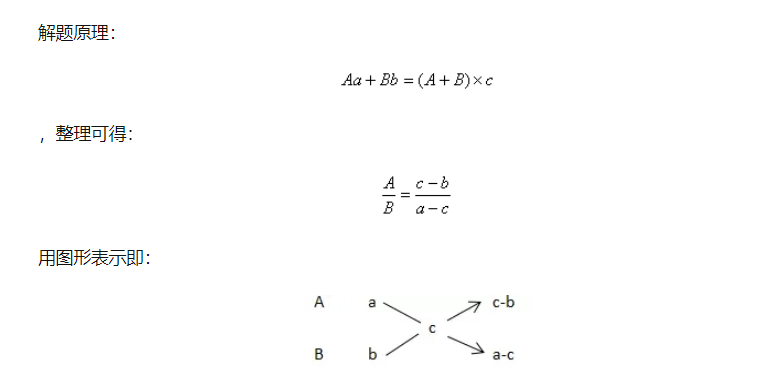 解题原理：
Aa + Bb = (A + B) × c
，整理可得：
A/B = c − b/a − c
用图形表示即：
A a c-b
c
B b a-c